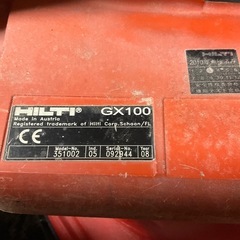 HILTI GX100
Made in Austria
Registered trademark of Hilti Corp.Schaan/FL
CE
Model-No. Ind. Serial-No. Year
351002 05 092944 08
HILTI